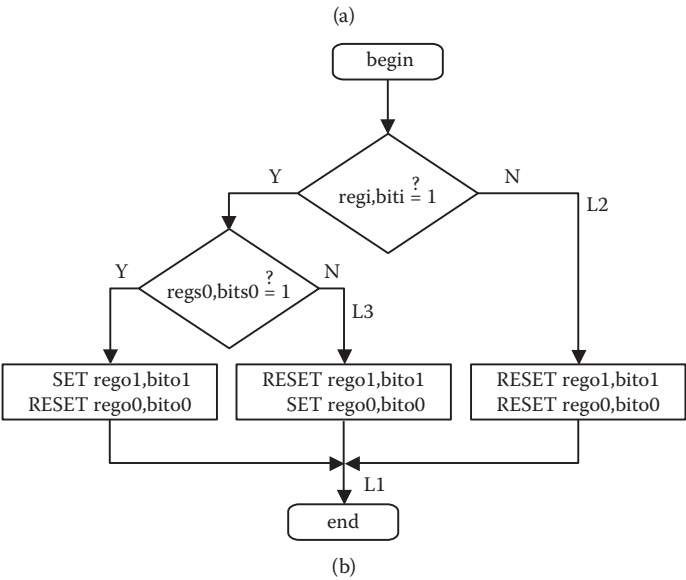 (a)
begin
Y
N
regi,biti ?= 1
L2
Y
N
regs0,bits0 ?= 1
L3
SET rego1,bito1
RESET rego0,bito0
RESET rego1,bito1
SET rego0,bito0
RESET rego1,bito1
RESET rego0,bito0
L1
end
(b)